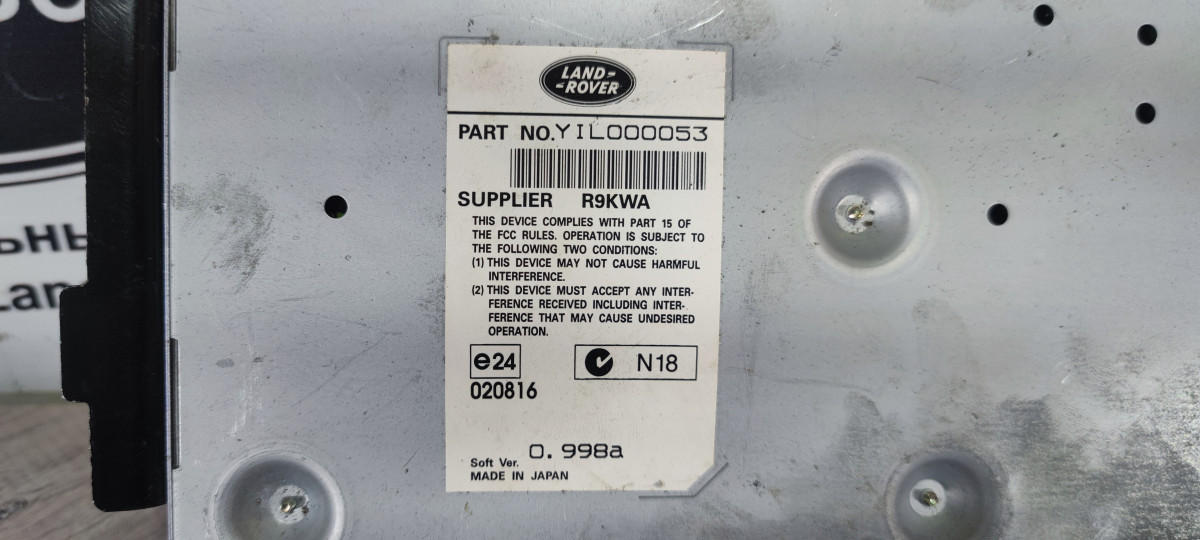 LAND-
-ROVER
PART NO. YIL000053
SUPPLIER R9KWA
THIS DEVICE COMPLIES WITH PART 15 OF
THE FCC RULES. OPERATION IS SUBJECT TO
THE FOLLOWING TWO CONDITIONS:
(1) THIS DEVICE MAY NOT CAUSE HARMFUL
INTERFERENCE.
(2) THIS DEVICE MUST ACCEPT ANY INTER-
FERENCE RECEIVED INCLUDING INTER-
FERENCE THAT MAY CAUSE UNDESIRED
OPERATION.
e24
N18
020816
Soft Ver. 0.998a
MADE IN JAPAN